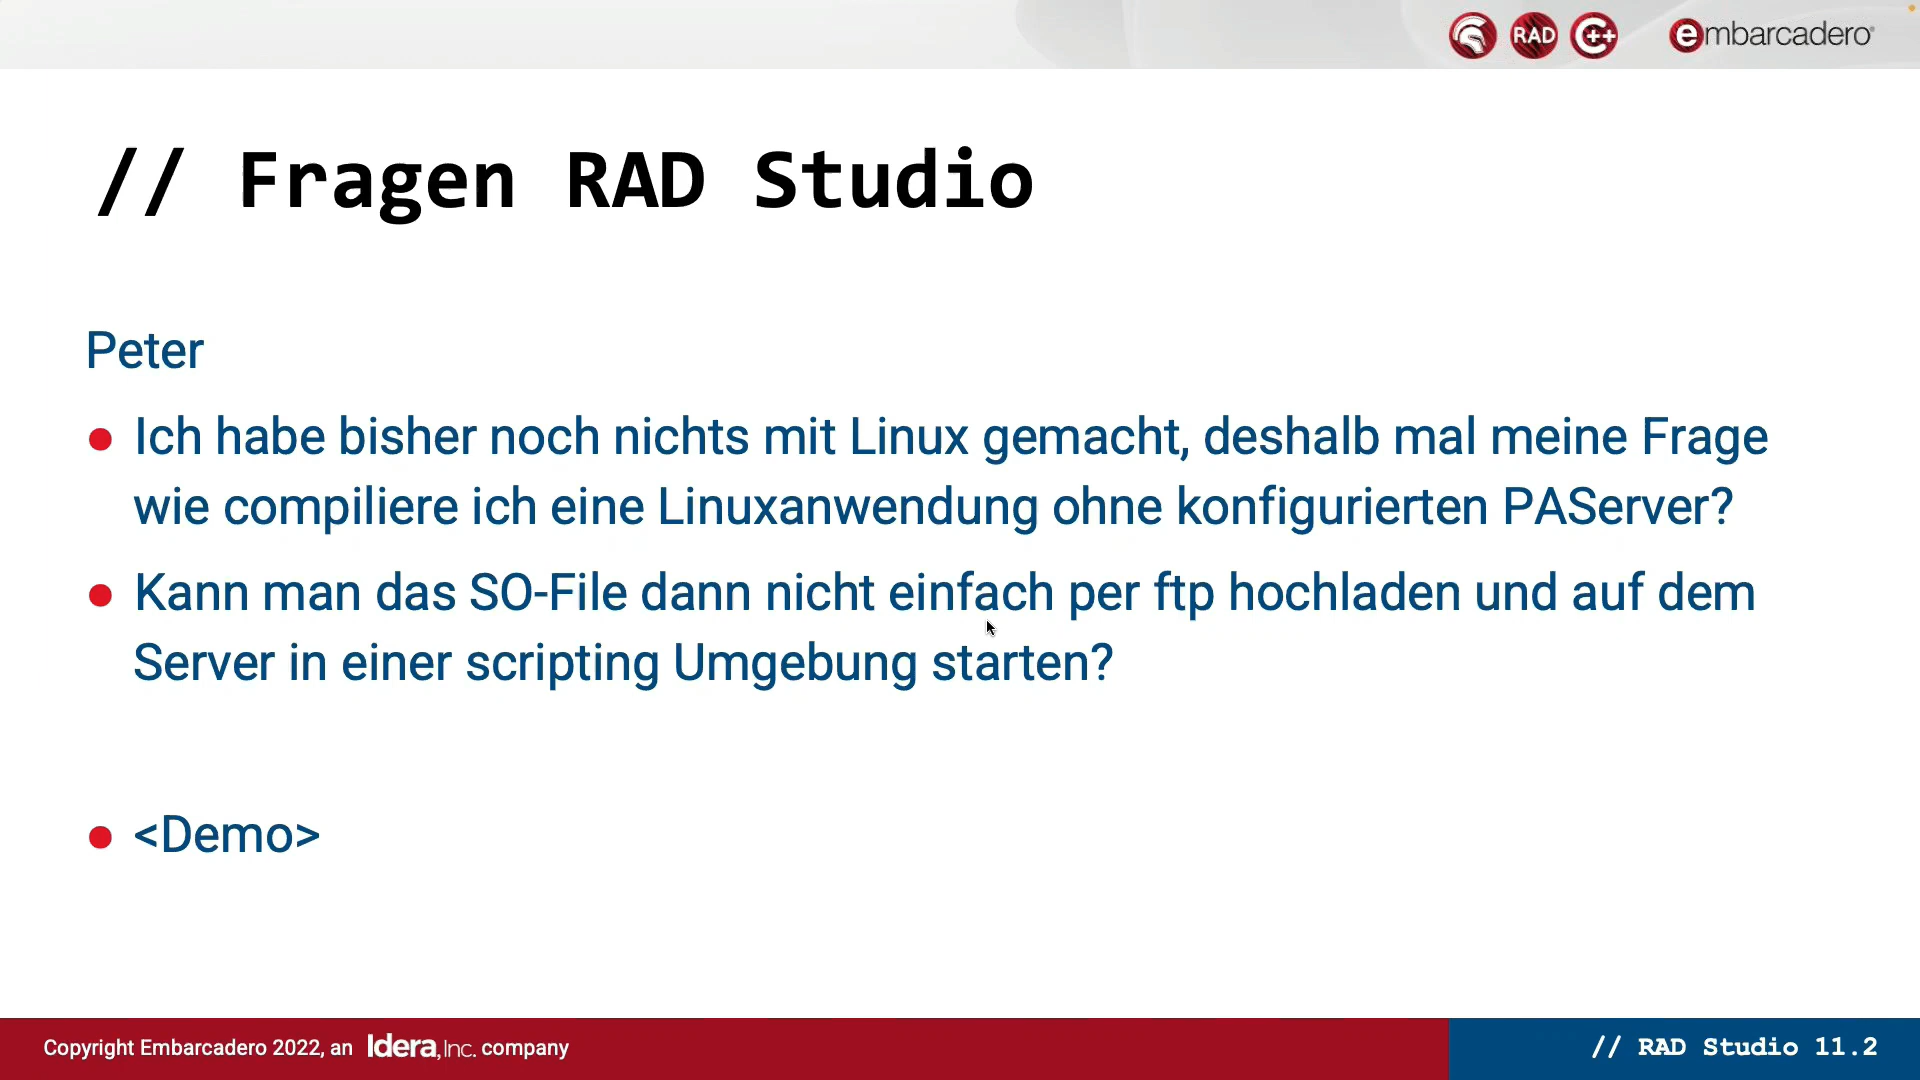 RAD
C++
embarcadero
// Fragen RAD Studio
Peter
Ich habe bisher noch nichts mit Linux gemacht, deshalb mal meine Frage
wie compiliere ich eine Linuxanwendung ohne konfigurierten PAServer?
Kann man das SO-File dann nicht einfach per ftp hochladen und auf dem
Server in einer scripting Umgebung starten?
<Demo>
Copyright Embarcadero 2022, an Idera, Inc. company
// RAD Studio 11.2